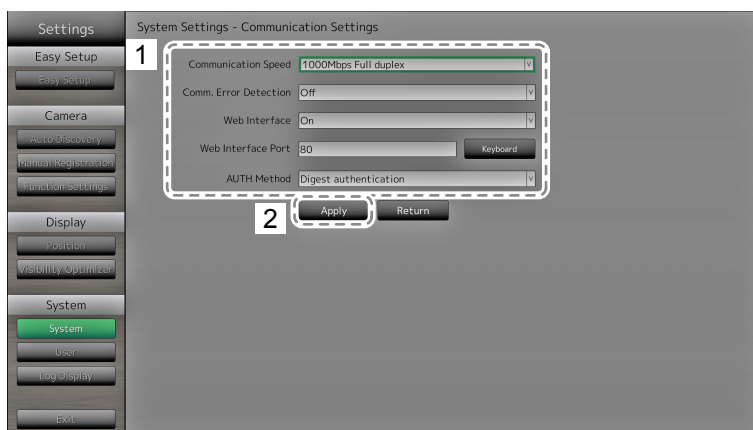 Settings
System Settings - Communication Settings
Easy Setup
Easy Setup
Camera
Auto Discovery
Manual Registration
Function Settings
Display
Position
Visibility Optimizer
System
System
User
Log Display
Exit
1
Communication Speed 1000Mbps Full duplex
Comm. Error Detection Off
Web Interface On
Web Interface Port 80 Keyboard
AUTH Method Digest authentication
2
Apply Return